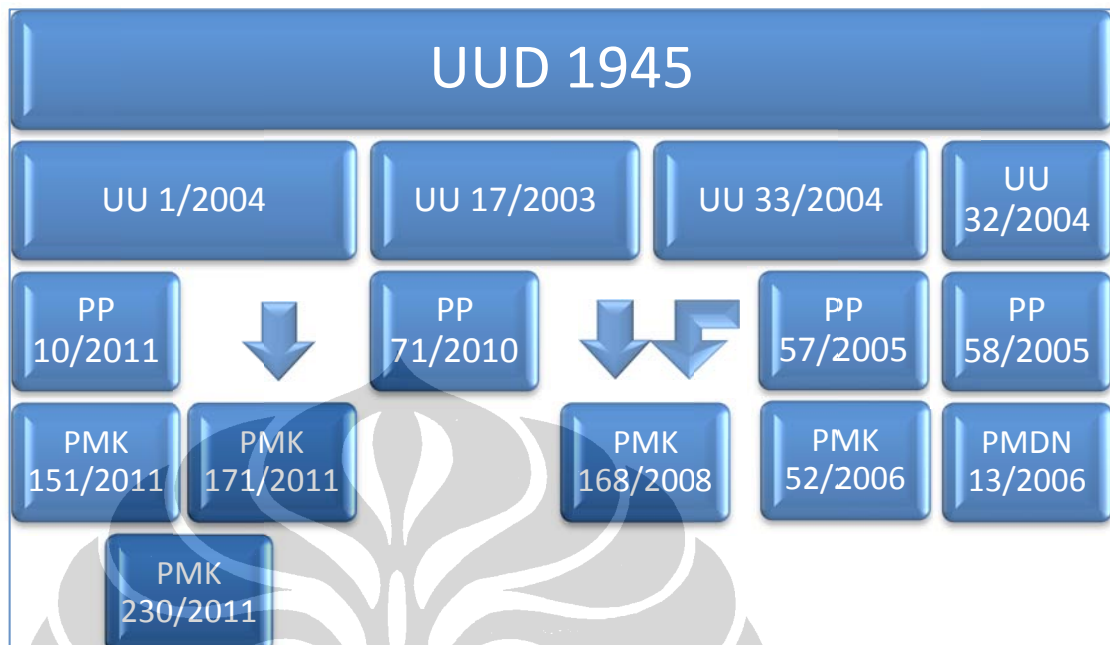 UUD 1945
UU 1/2004
UU 17/2003
UU 33/2004
UU
32/2004
PP
10/2011
PP
71/2010
PP
57/2005
PP
58/2005
PMK
151/2011
PMK
171/2011
PMK
168/2008
PMK
52/2006
PMDN
13/2006
PMK
230/2011